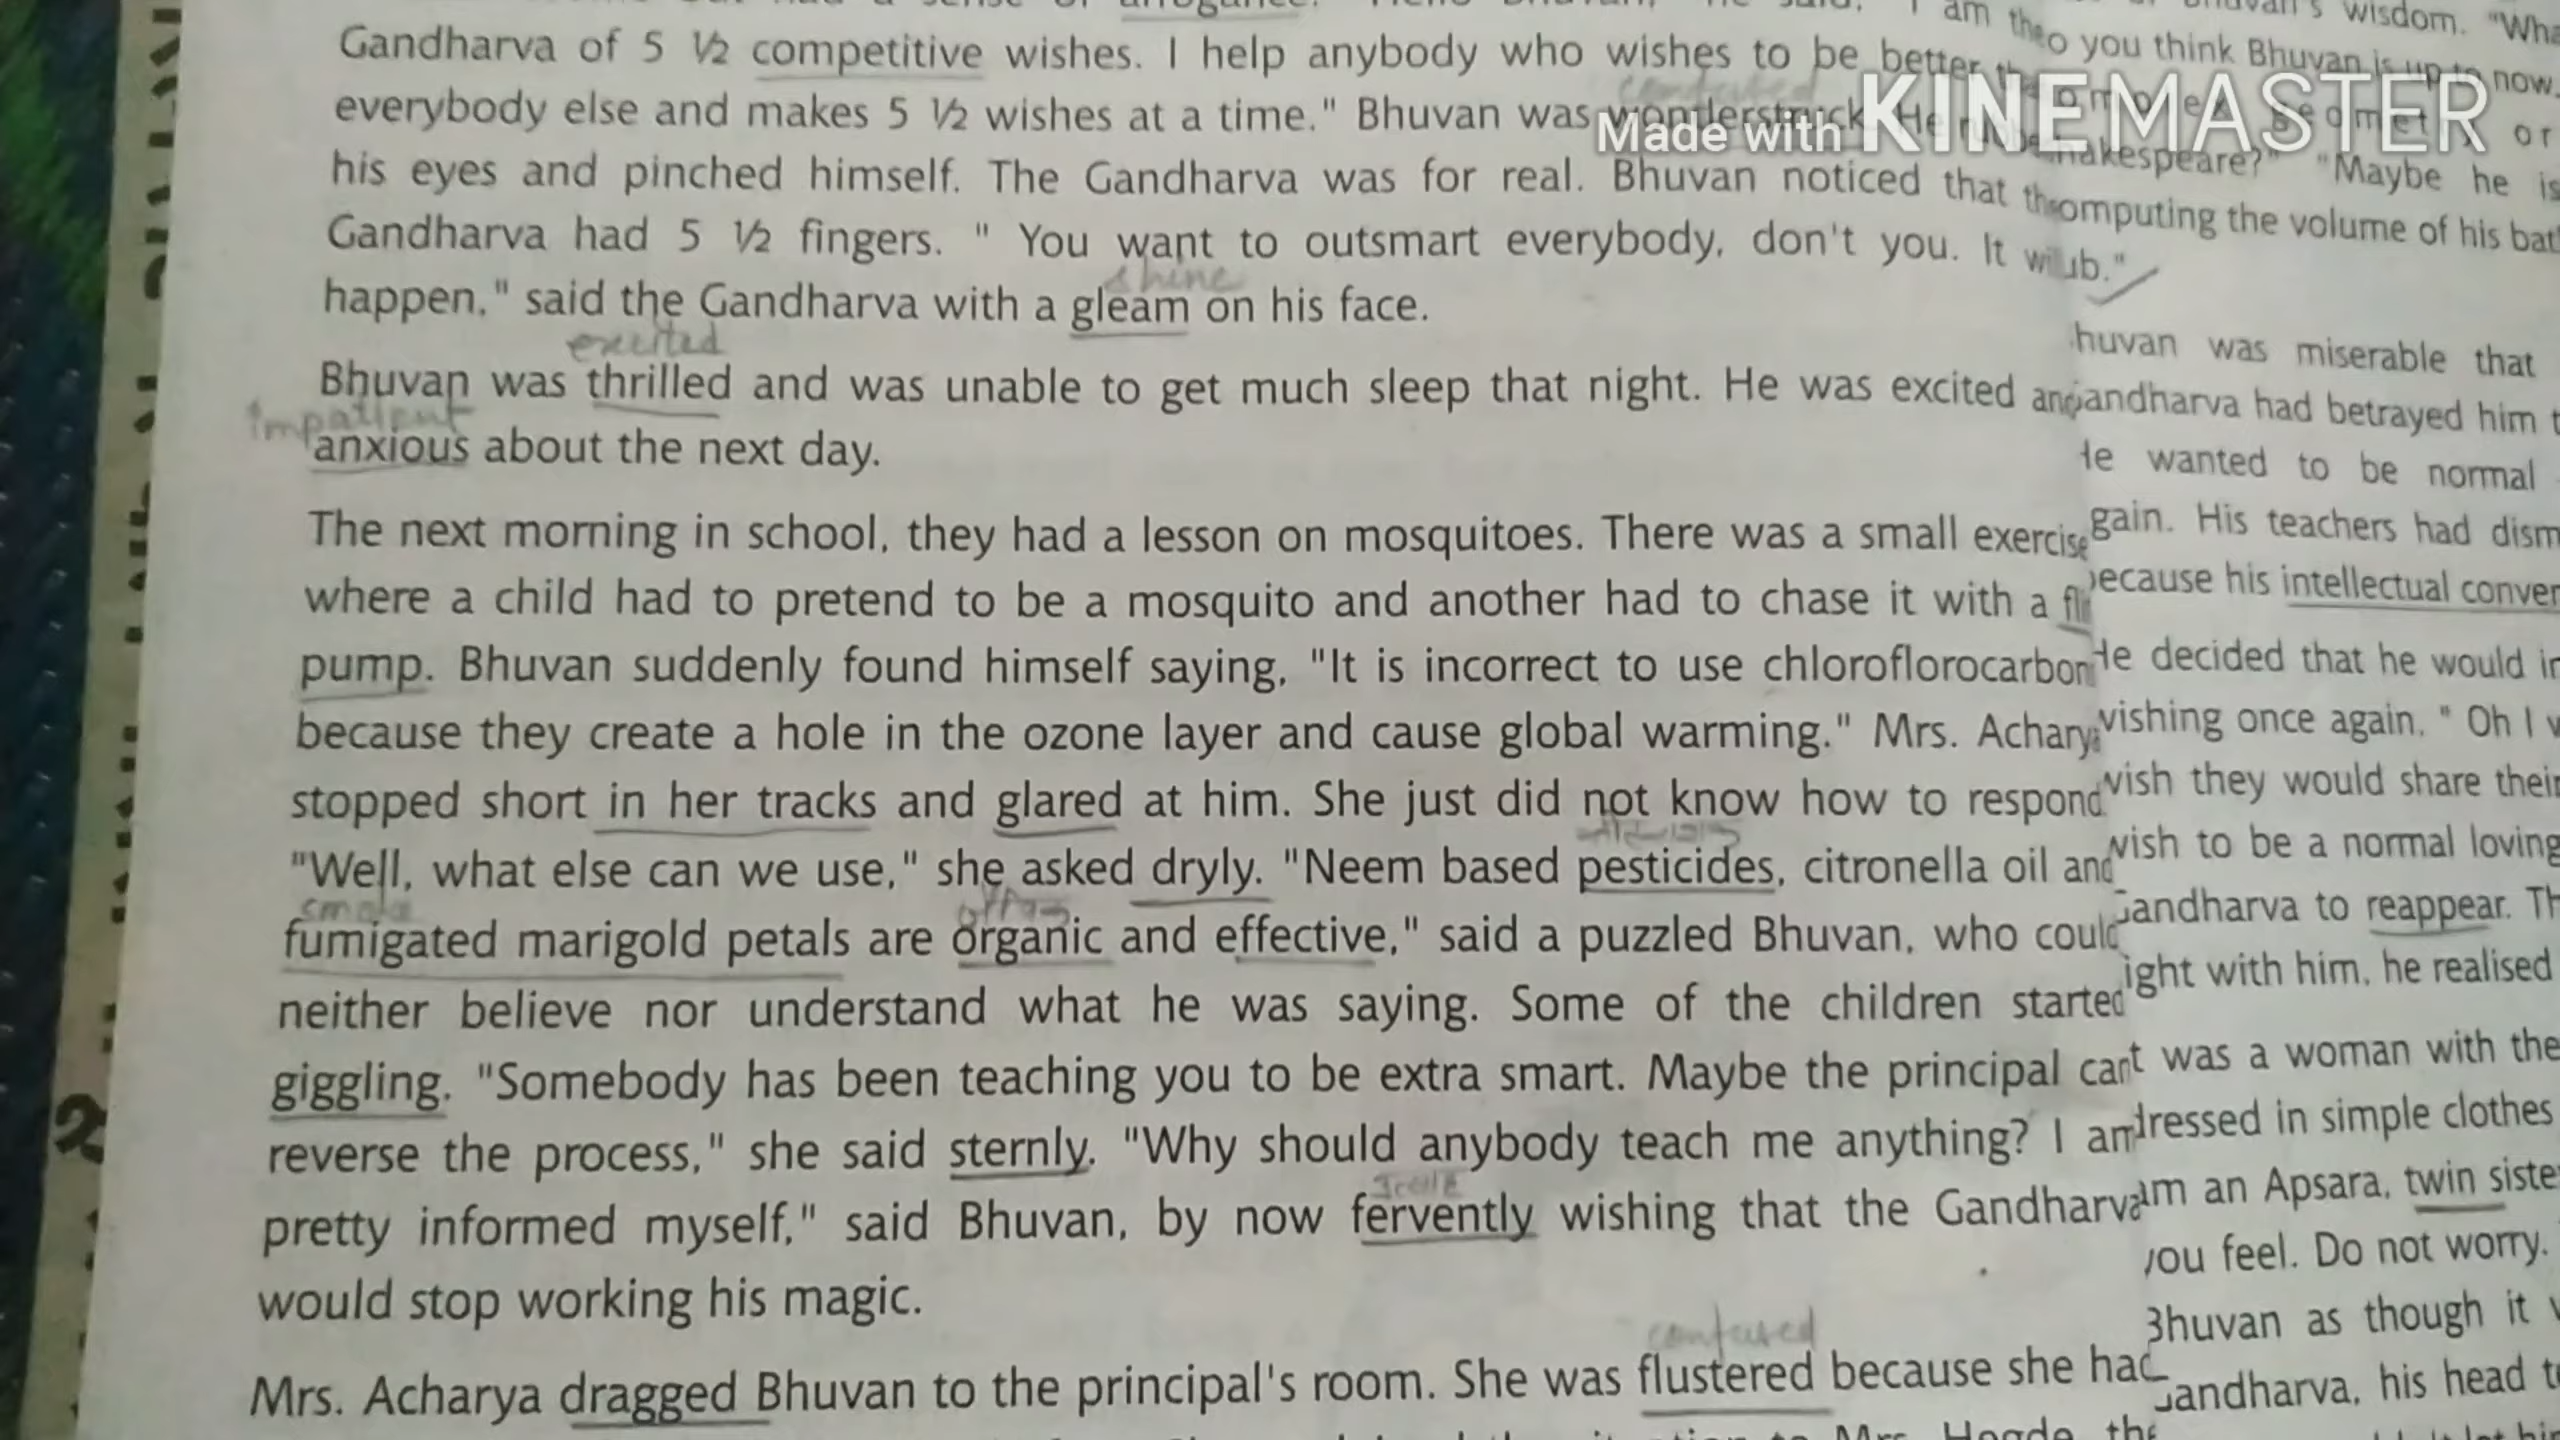 Gandharva of 5 ½ competitive wishes. I help anybody who wishes to be better
everybody else and makes 5 ½ wishes at a time." Bhuvan was wonderstruck. He
his eyes and pinched himself. The Gandharva was for real. Bhuvan noticed that
Gandharva had 5 ½ fingers. " You want to outsmart everybody, don't you. It
shine
happen," said the Gandharva with a gleam on his face.
excited
Bhuvan was thrilled and was unable to get much sleep that night. He was excited
impatient
anxious about the next day.
The next morning in school, they had a lesson on mosquitoes. There was a small exercise
where a child had to pretend to be a mosquito and another had to chase it with a
pump. Bhuvan suddenly found himself saying, "It is incorrect to use chloroflorocarbon
because they create a hole in the ozone layer and cause global warming." Mrs.
stopped short in her tracks and glared at him. She just did not know how to respond
"Well, what else can we use," she asked dryly. "Neem based pesticides, citronella oil and
smoke
fumigated marigold petals are organic and effective," said a puzzled Bhuvan, who could
neither believe nor understand what he was saying. Some of the children started
giggling. "Somebody has been teaching you to be extra smart. Maybe the principal can
reverse the process," she said sternly. "Why should anybody teach me anything? I am
pretty informed myself," said Bhuvan, by now fervently wishing that the Gandharva
would stop working his magic.
confused
Mrs. Acharya dragged Bhuvan to the principal's room. She was flustered because she had
wisdom.
you think Bhuvan is up to now.
or
"Maybe he is
the volume of his
was miserable that
had betrayed him
wanted to be normal
His teachers had
his intellectual
decided that he would
once again. " Oh I
they would share
to be a normal loving
to reappear.
with him, he realised
was a woman with the
in simple clothes
an Apsara, twin
you feel. Do not worry.
Bhuvan as though it
his head
Made with KINEMASTER